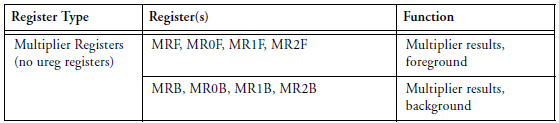 Register Type Register(s) Function
Multiplier Registers MRF, MR0F, MR1F, MR2F Multiplier results,
(no ureg registers) foreground
MRB, MR0B, MR1B, MR2B Multiplier results,
background